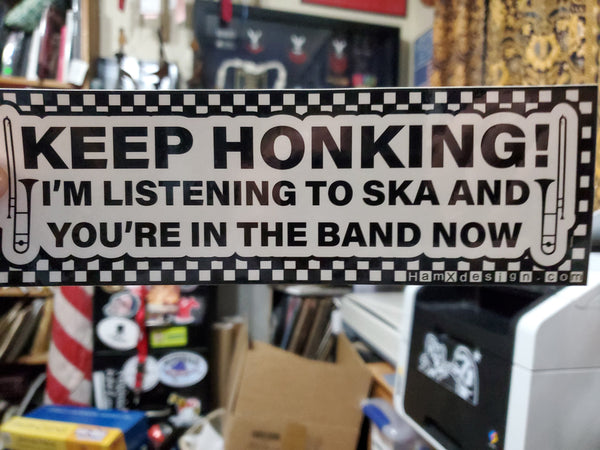 KEEP HONKING!
I'M LISTENING TO SKA AND
YOU'RE IN THE BAND NOW
HamXdesign.com